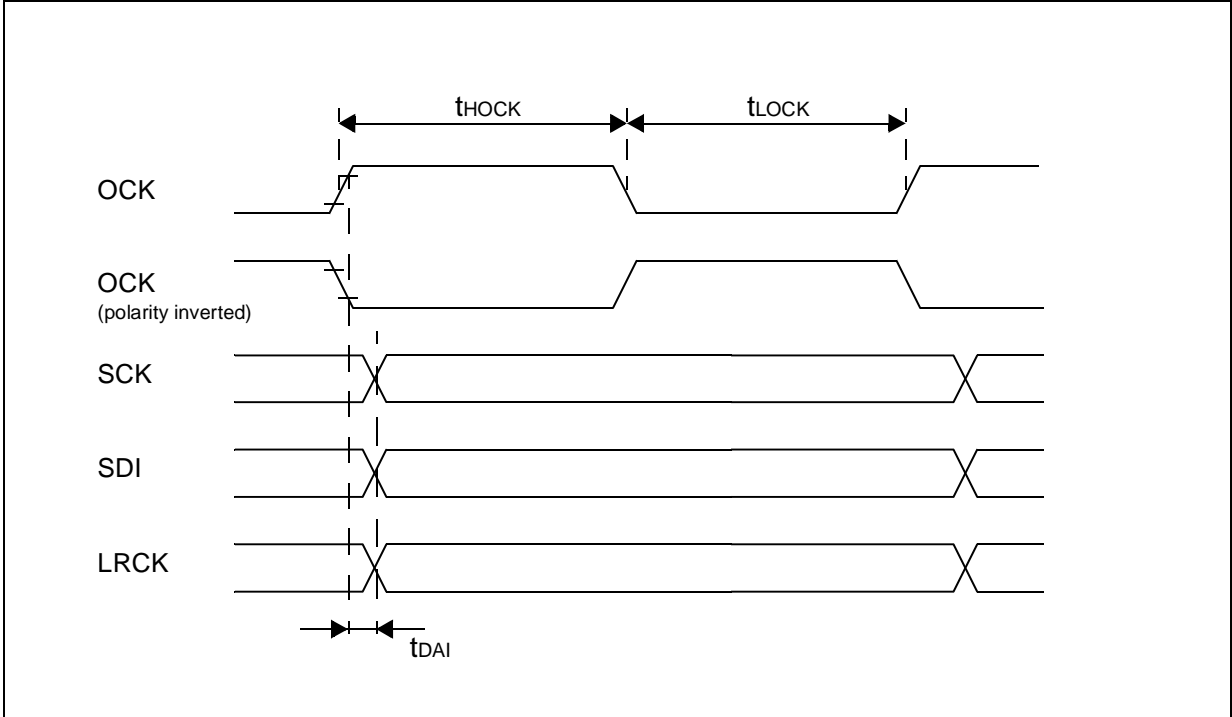 tHOCK tLOCK
OCK
OCK
(polarity inverted)
SCK
SDI
LRCK
tDAI